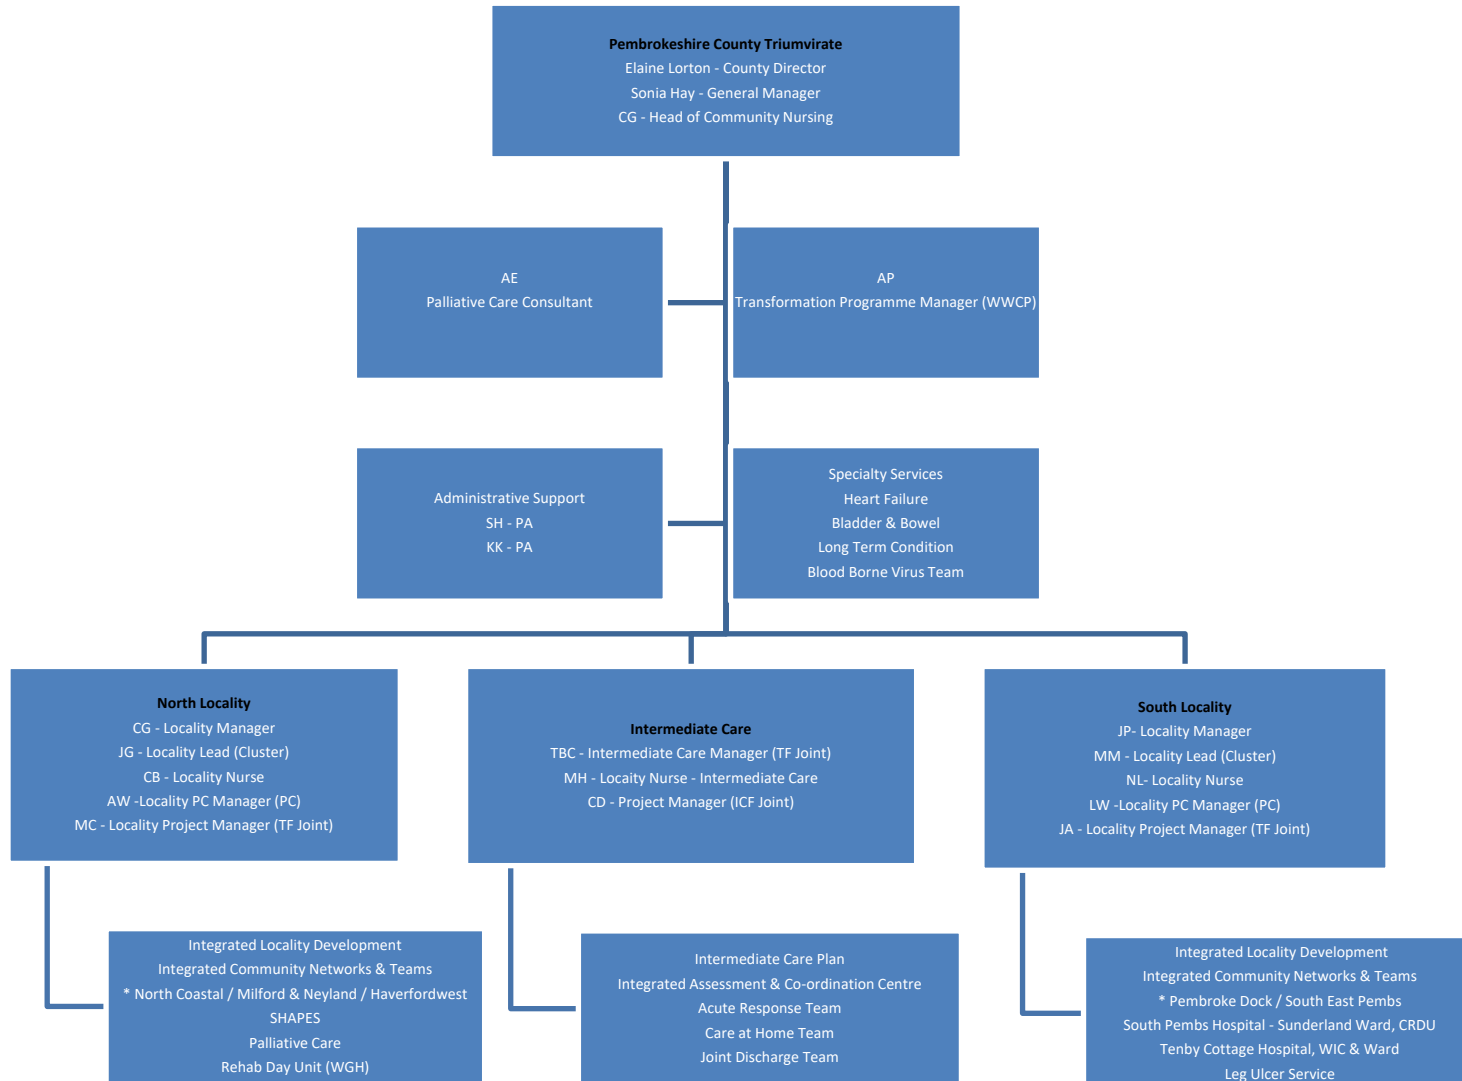 Pembrokeshire County Triumvirate
Elaine Lorton - County Director
Sonia Hay - General Manager
CG - Head of Community Nursing
AE
Palliative Care Consultant
AP
Transformation Programme Manager (WWCP)
Administrative Support
SH - PA
KK - PA
Specialty Services
Heart Failure
Bladder & Bowel
Long Term Condition
Blood Borne Virus Team
North Locality
CG - Locality Manager
JG - Locality Lead (Cluster)
CB - Locality Nurse
AW -Locality PC Manager (PC)
MC - Locality Project Manager (TF Joint)
Intermediate Care
TBC - Intermediate Care Manager (TF Joint)
MH - Locaity Nurse - Intermediate Care
CD - Project Manager (ICF Joint)
South Locality
JP- Locality Manager
MM - Locality Lead (Cluster)
NL- Locality Nurse
LW -Locality PC Manager (PC)
JA - Locality Project Manager (TF Joint)
Integrated Locality Development
Integrated Community Networks & Teams
* North Coastal / Milford & Neyland / Haverfordwest
SHAPES
Palliative Care
Rehab Day Unit (WGH)
Intermediate Care Plan
Integrated Assessment & Co-ordination Centre
Acute Response Team
Care at Home Team
Joint Discharge Team
Integrated Locality Development
Integrated Community Networks & Teams
* Pembroke Dock / South East Pembs
South Pembs Hospital - Sunderland Ward, CRDU
Tenby Cottage Hospital, WIC & Ward
Leg Ulcer Service